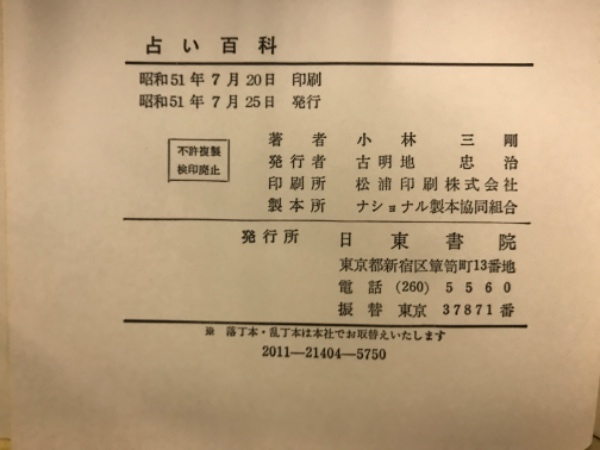 占い百科
昭和51年7月20日 印刷
昭和51年7月25日 発行
不許複製
検印廃止
著者 小林三剛
発行者 古明地忠治
印刷所 松浦印刷株式会社
製本所 ナショナル製本協同組合
発行所 日東書院
東京都新宿区簞笥町13番地
電話 (260) 5560
振替 東京 37871番
※ 落丁本・乱丁本は本社でお取替えいたします
2011—21404—5750